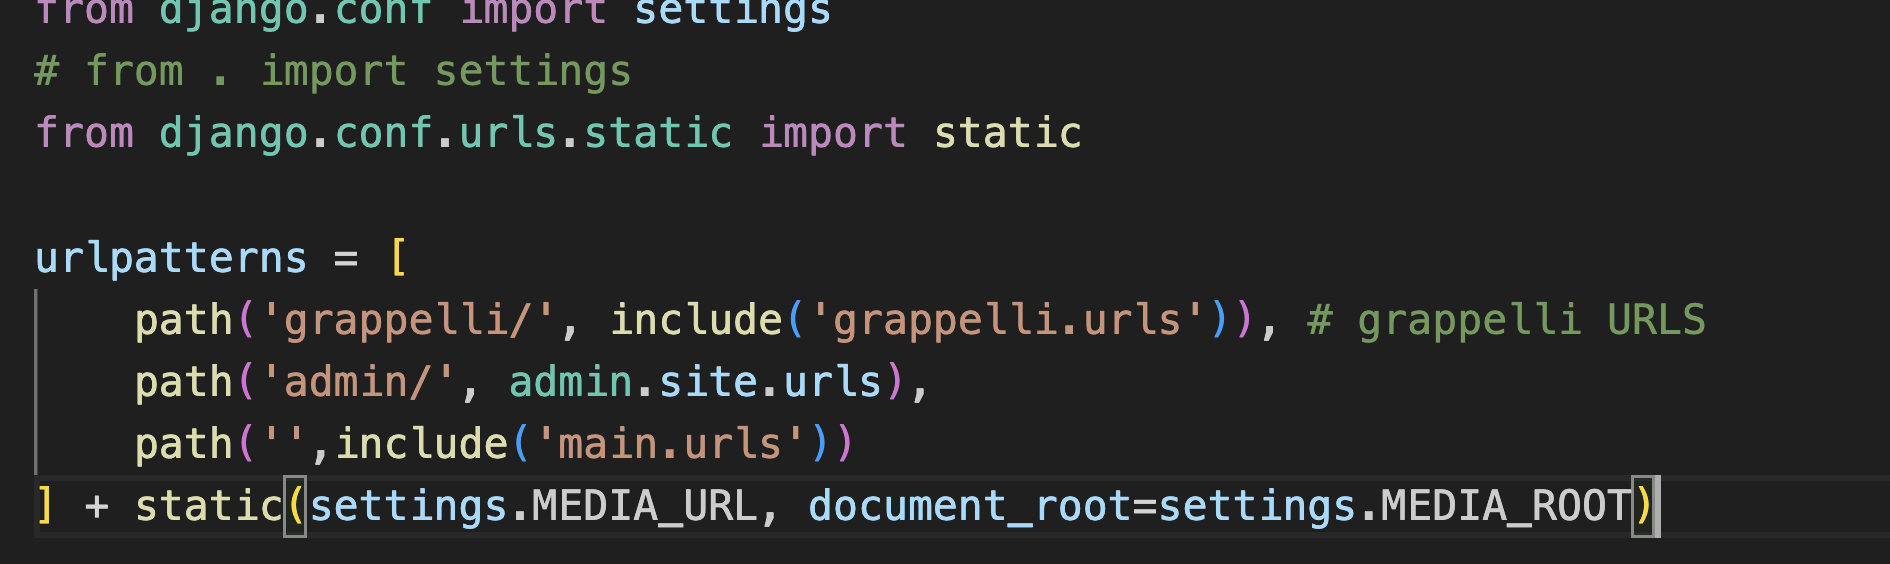 from django.conf import settings
# from . import settings
from django.conf.urls.static import static
urlpatterns = [
    path('grappelli/', include('grappelli.urls')), # grappelli URLS
    path('admin/', admin.site.urls),
    path('',include('main.urls'))
] + static(settings.MEDIA_URL, document_root=settings.MEDIA_ROOT)